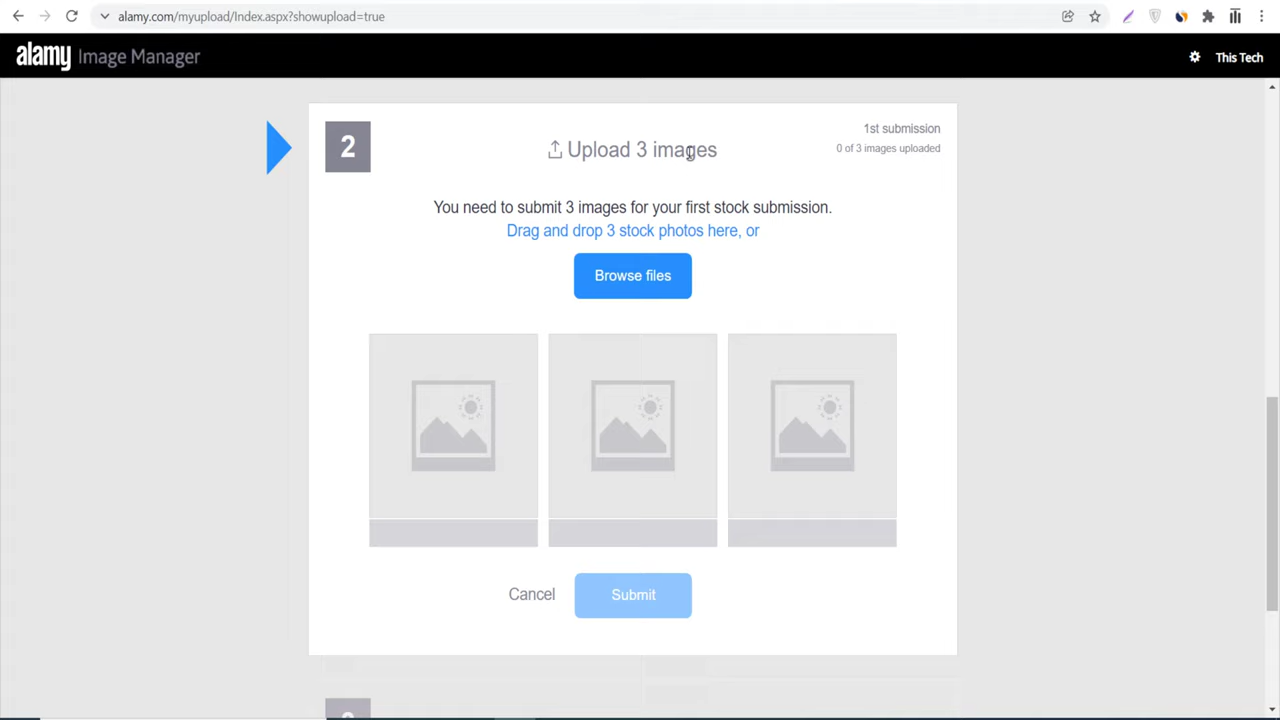 alamy.com/myupload/Index.aspx?showupload=true
alamy Image Manager
This Tech
2
Upload 3 images
1st submission
0 of 3 images uploaded
You need to submit 3 images for your first stock submission.
Drag and drop 3 stock photos here, or
Browse files
Cancel
Submit